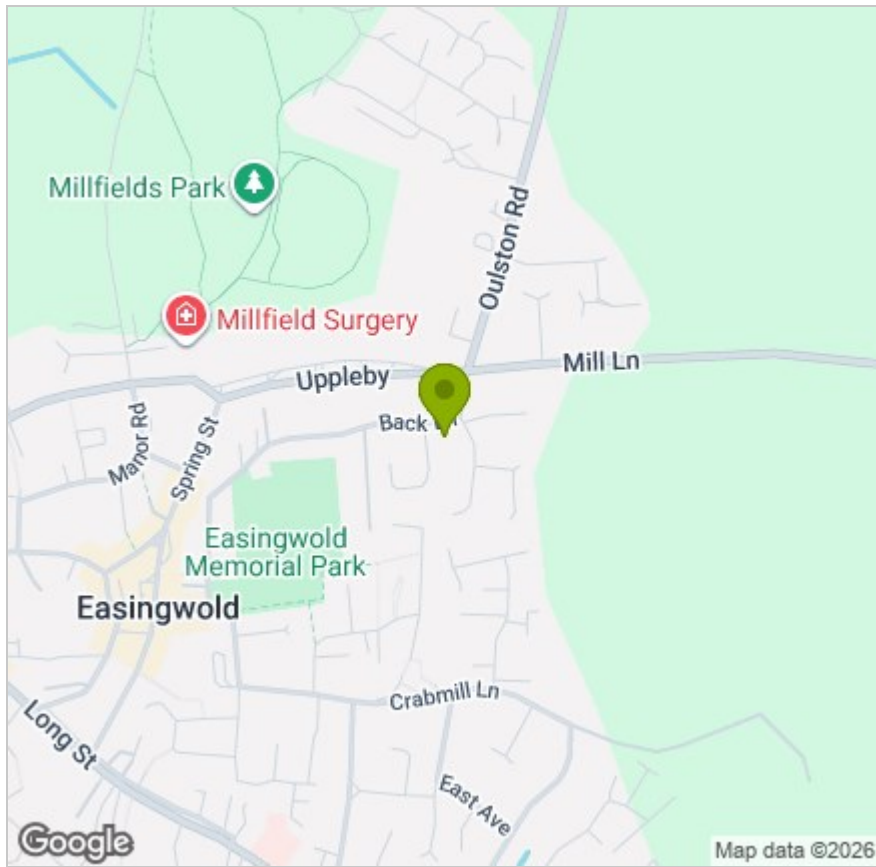 Oulston Rd
Millfields Park
Millfield Surgery
Mill Ln
Uppleby
Back
Manor Rd
Spring St
Easingwold
Memorial Park
Easingwold
Crabmill Ln
Long St
East Ave
Google
Map data ©2026